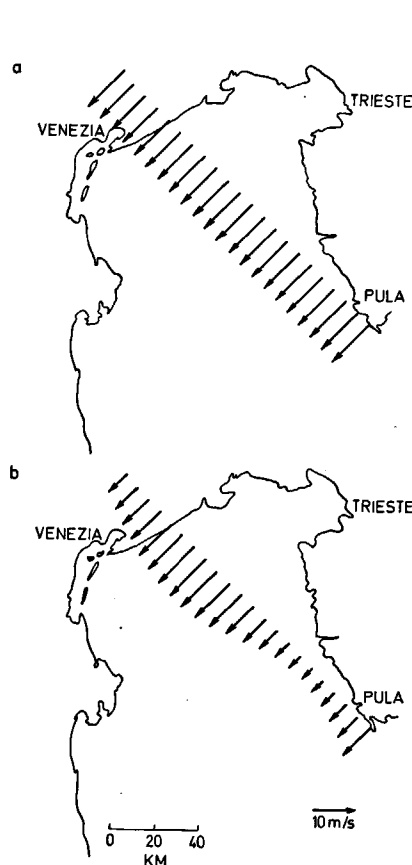 a
TRIESTE
VENEZIA
PULA
b
TRIESTE
VENEZIA
PULA
0 20 40
KM
10 m/s